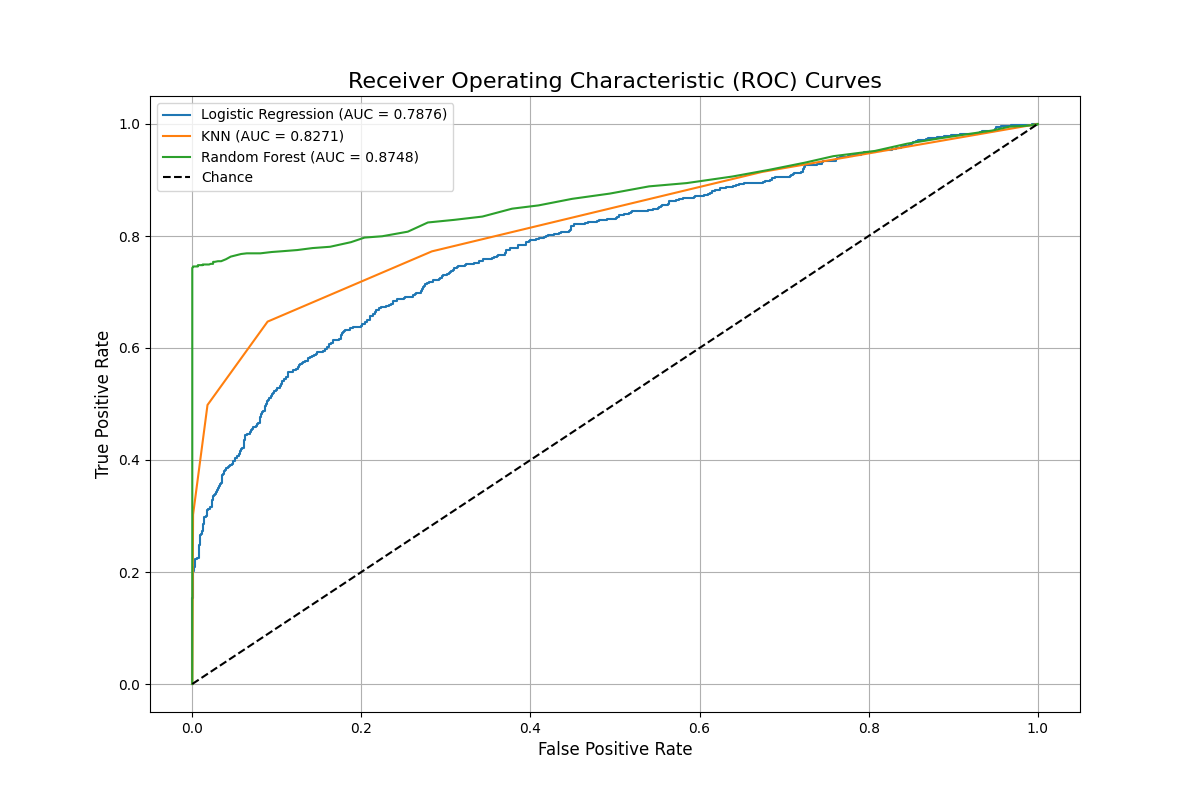 Receiver Operating Characteristic (ROC) Curves
Logistic Regression (AUC = 0.7876)
KNN (AUC = 0.8271)
Random Forest (AUC = 0.8748)
Chance
1.0
0.8
0.6
0.4
0.2
0.0
True Positive Rate
0.0 0.2 0.4 0.6 0.8 1.0
False Positive Rate